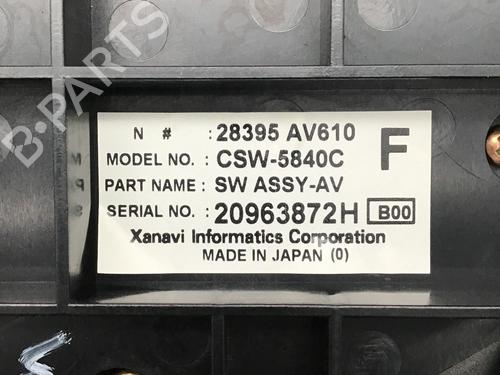 B-PARTS
N #: 28395 AV610
F
MODEL NO. : CSW-5840C
PART NAME : SW ASSY-AV
SERIAL NO. : 20963872H B00
Xanavi Informatics Corporation
MADE IN JAPAN (0)